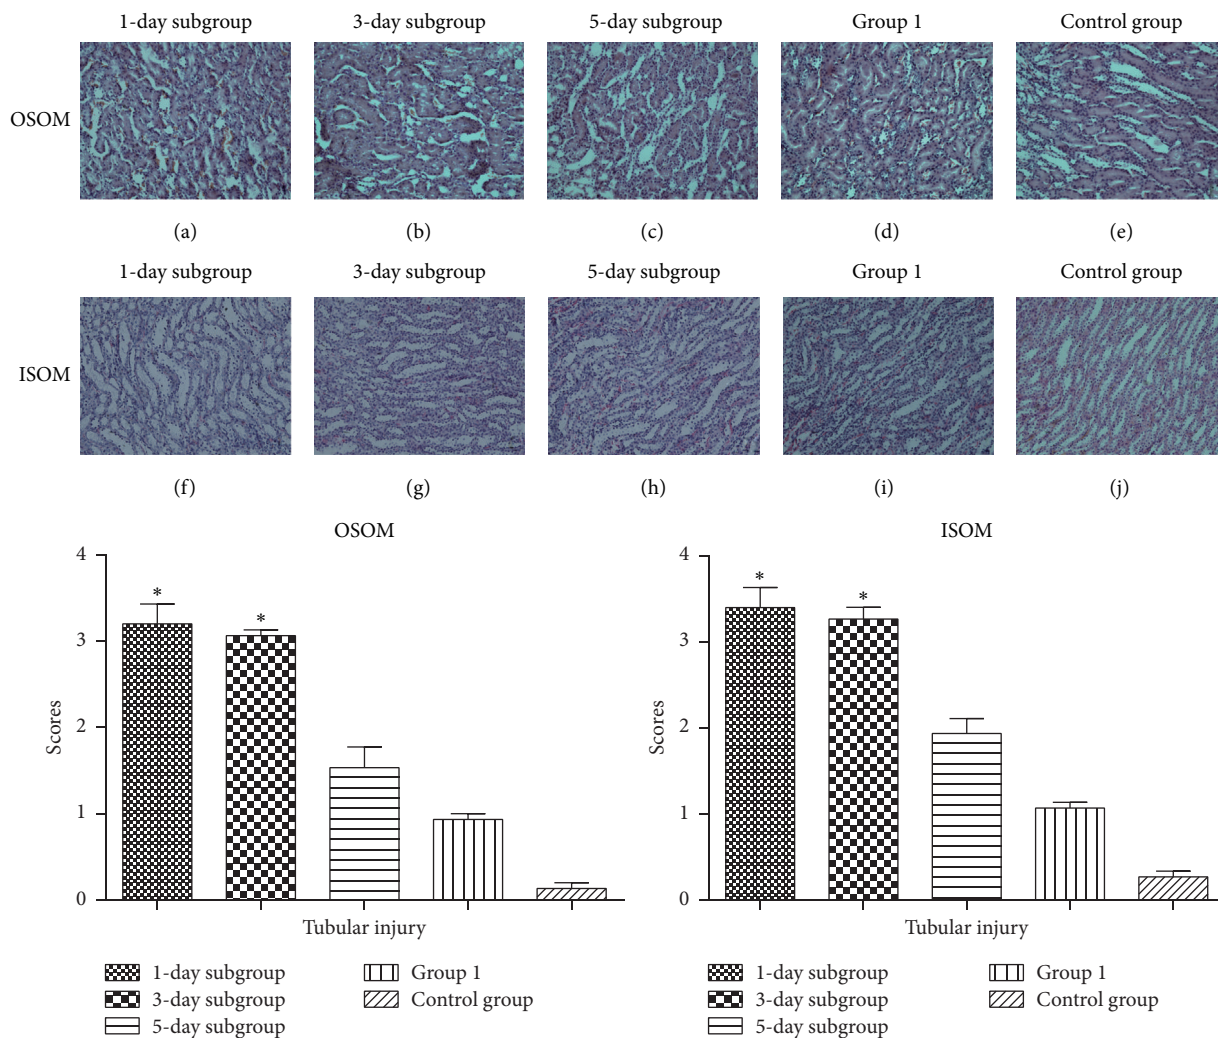 1-day subgroup 3-day subgroup 5-day subgroup Group 1 Control group
OSOM
(a) (b) (c) (d) (e)
1-day subgroup 3-day subgroup 5-day subgroup Group 1 Control group
ISOM
(f) (g) (h) (i) (j)
OSOM
4
3
2
1
0
Scores
* *
Tubular injury
1-day subgroup Group 1
3-day subgroup Control group
5-day subgroup
ISOM
4
3
2
1
0
Scores
* *
Tubular injury
1-day subgroup Group 1
3-day subgroup Control group
5-day subgroup